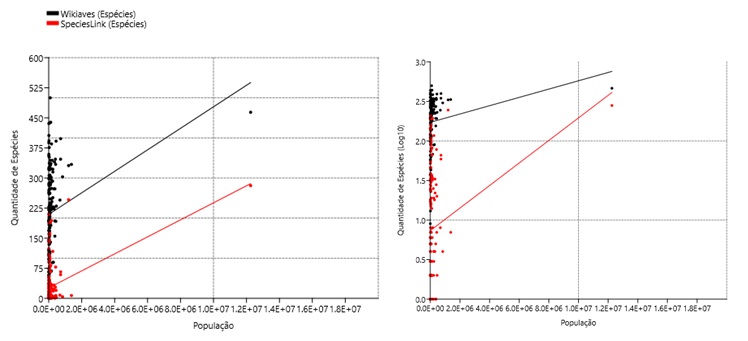 Wikiaves (Espécies)
SpeciesLink (Espécies)
600
525
450
375
300
225
150
75
0
Quantidade de Espécies
0.0E+00 2.0E+06 4.0E+06 6.0E+06 8.0E+06 1.0E+07 1.2E+07 1.4E+07 1.6E+07 1.8E+07
População
3.0
2.5
2.0
1.5
1.0
0.5
0.0
Quantidade de Espécies (Log10)
0.0E+00 2.0E+06 4.0E+06 6.0E+06 8.0E+06 1.0E+07 1.2E+07 1.4E+07 1.6E+07 1.8E+07
População